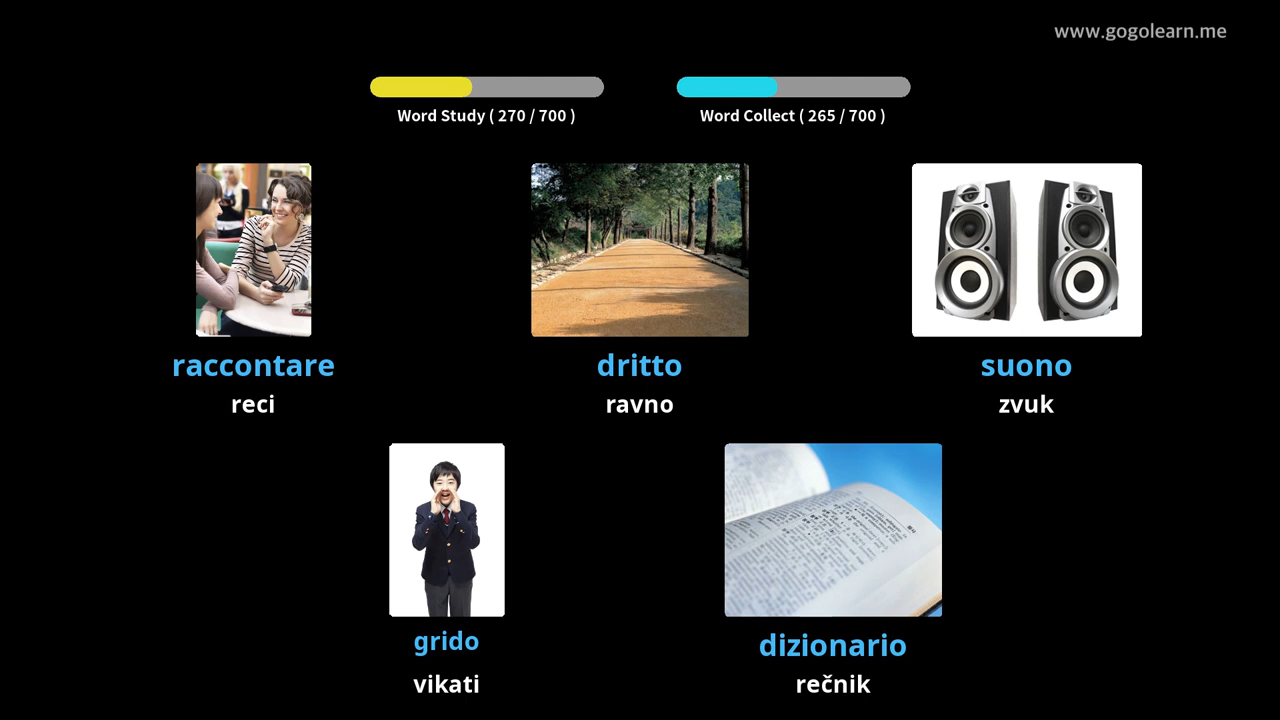 www.gogolearn.me
Word Study ( 270 / 700 )
Word Collect ( 265 / 700 )
raccontare
reci
dritto
ravno
suono
zvuk
grido
vikati
dizionario
rečnik